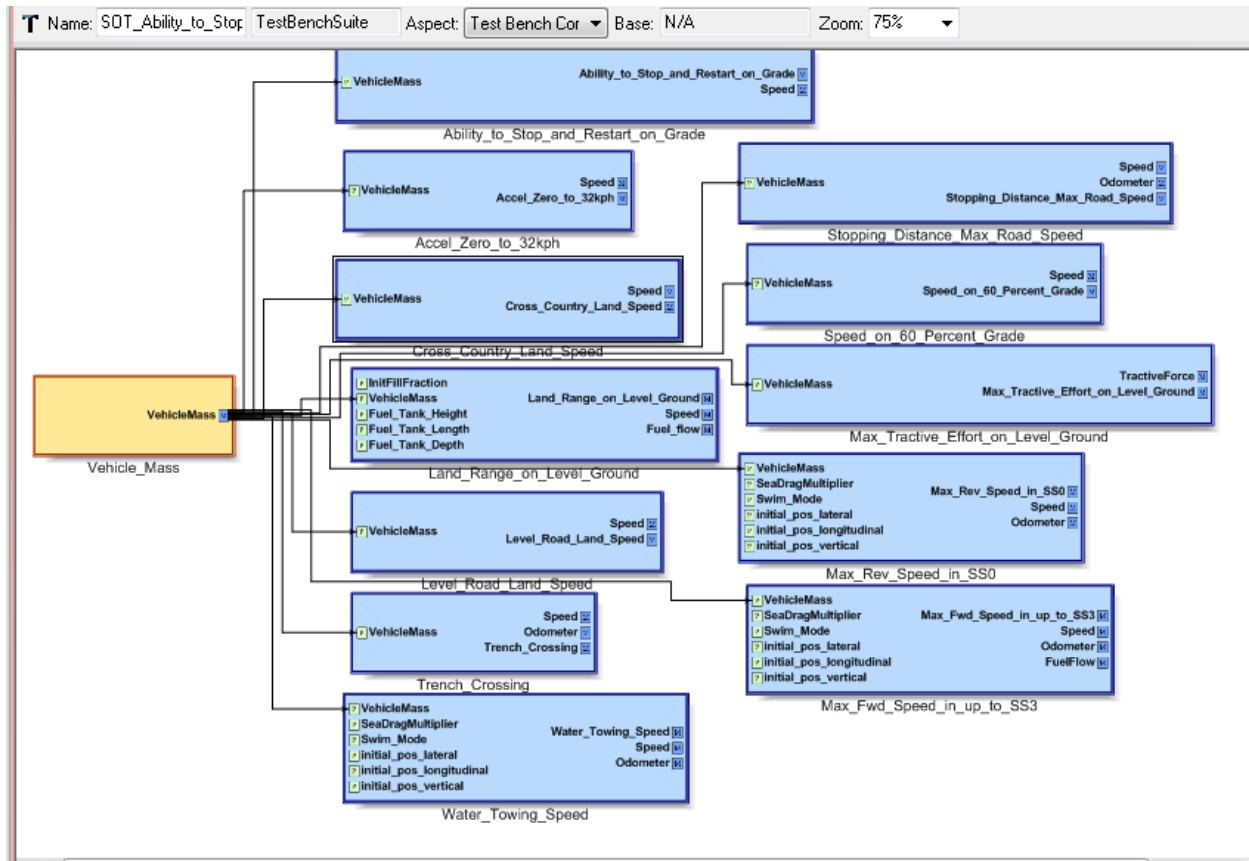 T Name: SOT_Ability_to_Stop TestBenchSuite Aspect: Test Bench Cor Base: N/A Zoom: 75%
VehicleMass
Ability_to_Stop_and_Restart_on_Grade
Speed
Ability_to_Stop_and_Restart_on_Grade
VehicleMass
Speed
Accel_Zero_to_32kph
Accel_Zero_to_32kph
VehicleMass
Speed
Cross_Country_Land_Speed
Cross_Country_Land_Speed
VehicleMass
Vehicle_Mass
InitFillFraction
VehicleMass
Fuel_Tank_Height
Fuel_Tank_Length
Fuel_Tank_Depth
Land_Range_on_Level_Ground
Speed
Fuel_flow
Land_Range_on_Level_Ground
VehicleMass
Speed
Level_Road_Land_Speed
Level_Road_Land_Speed
VehicleMass
Speed
Odometer
Trench_Crossing
Trench_Crossing
VehicleMass
SeaDragMultiplier
Swim_Mode
initial_pos_lateral
initial_pos_longitudinal
initial_pos_vertical
Water_Towing_Speed
Speed
Odometer
Water_Towing_Speed
VehicleMass
Speed
Odometer
Stopping_Distance_Max_Road_Speed
Stopping_Distance_Max_Road_Speed
VehicleMass
Speed
Speed_on_60_Percent_Grade
Speed_on_60_Percent_Grade
VehicleMass
TractiveForce
Max_Tractive_Effort_on_Level_Ground
Max_Tractive_Effort_on_Level_Ground
VehicleMass
SeaDragMultiplier
Swim_Mode
initial_pos_lateral
initial_pos_longitudinal
initial_pos_vertical
Max_Rev_Speed_in_SS0
Speed
Odometer
Max_Rev_Speed_in_SS0
VehicleMass
SeaDragMultiplier
Swim_Mode
initial_pos_lateral
initial_pos_longitudinal
initial_pos_vertical
Max_Fwd_Speed_in_up_to_SS3
Speed
Odometer
FuelFlow
Max_Fwd_Speed_in_up_to_SS3